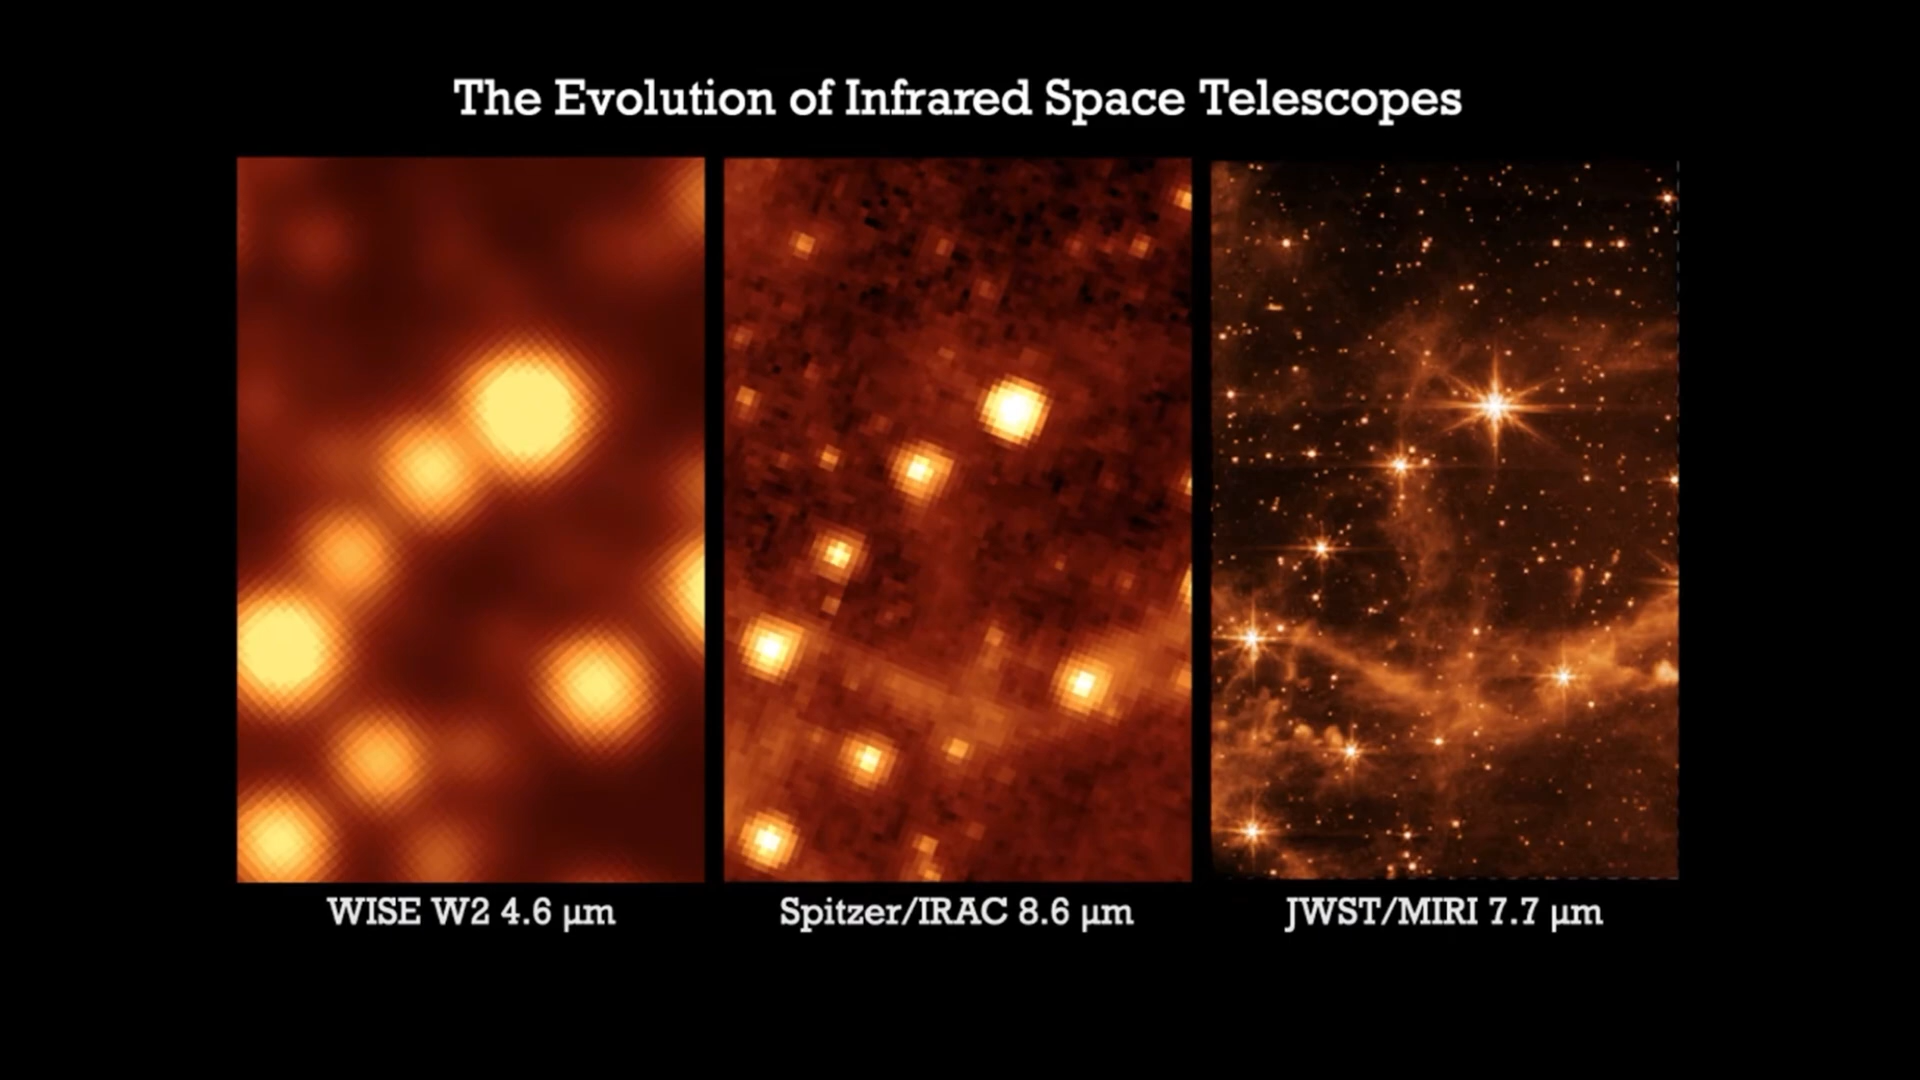 The Evolution of Infrared Space Telescopes
WISE W2 4.6 µm
Spitzer/IRAC 8.6 µm
JWST/MIRI 7.7 µm